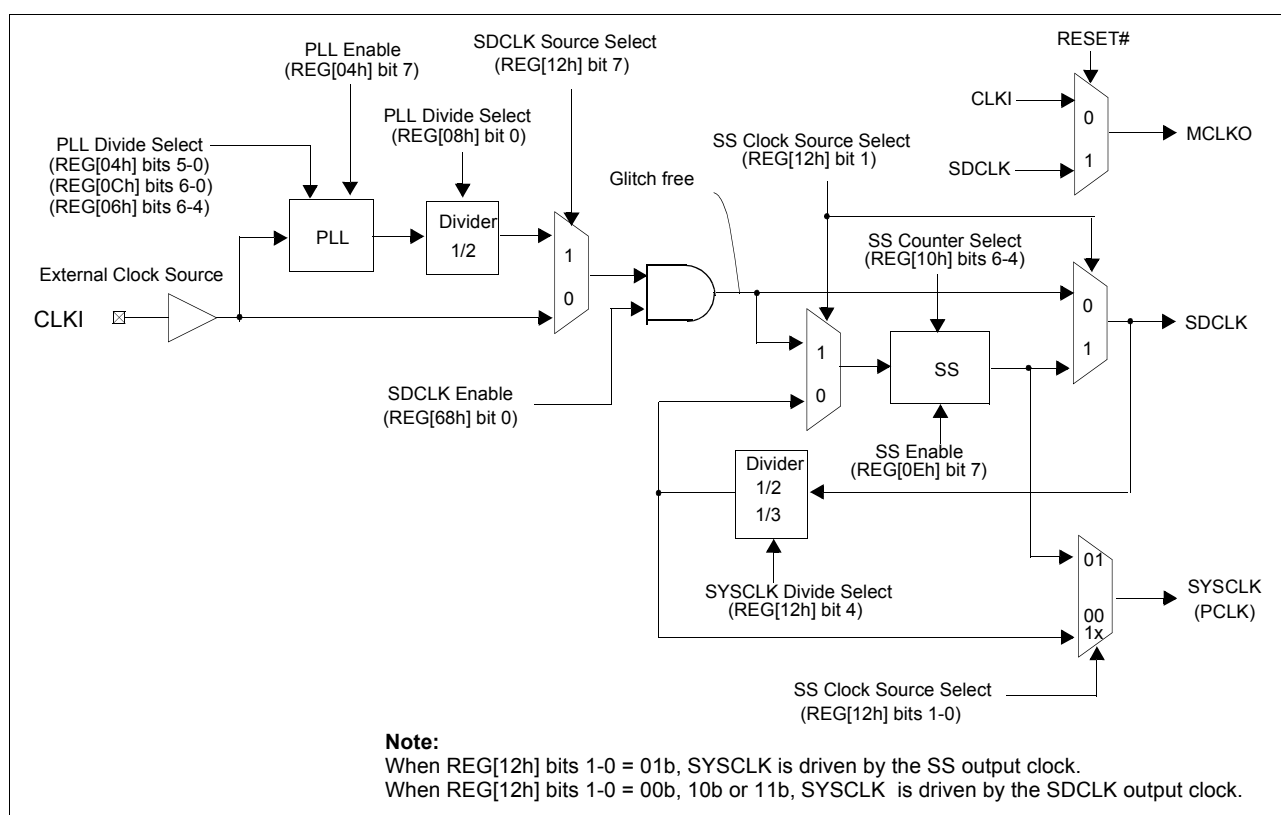 PLL Enable
(REG[04h] bit 7)
SDCLK Source Select
(REG[12h] bit 7)
RESET#
PLL Divide Select
(REG[08h] bit 0)
CLKI
0
MCLKO
1
SDCLK
PLL Divide Select
(REG[04h] bits 5-0)
(REG[0Ch] bits 6-0)
(REG[06h] bits 6-4)
SS Clock Source Select
(REG[12h] bit 1)
Glitch free
PLL
Divider
1/2
1
0
SS Counter Select
(REG[10h] bits 6-4)
External Clock Source
CLKI
0
SDCLK
1
1
0
SS
SDCLK Enable
(REG[68h] bit 0)
SS Enable
(REG[0Eh] bit 7)
Divider
1/2
1/3
01
SYSCLK
(PCLK)
00
1x
SYSCLK Divide Select
(REG[12h] bit 4)
SS Clock Source Select
(REG[12h] bits 1-0)
Note:
When REG[12h] bits 1-0 = 01b, SYSCLK is driven by the SS output clock.
When REG[12h] bits 1-0 = 00b, 10b or 11b, SYSCLK is driven by the SDCLK output clock.